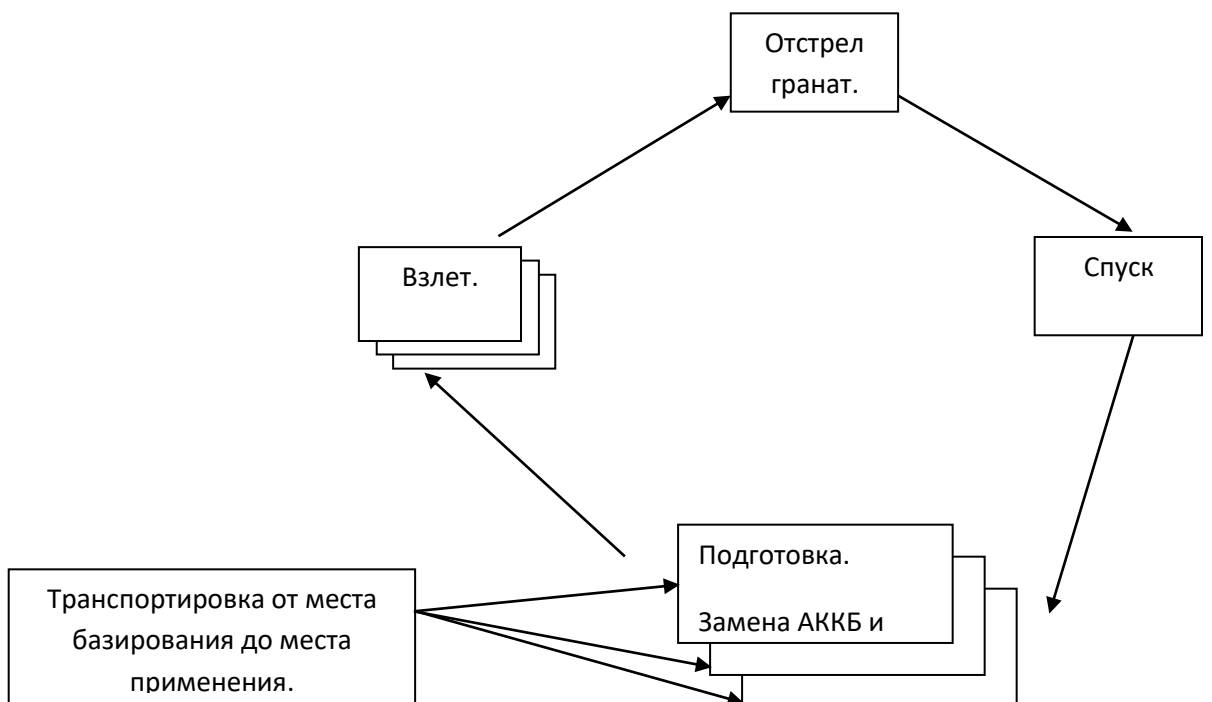 Отстрел
гранат.
Взлет.
Спуск
Подготовка.
Замена АККБ и
Транспортировка от места
базирования до места
применения.